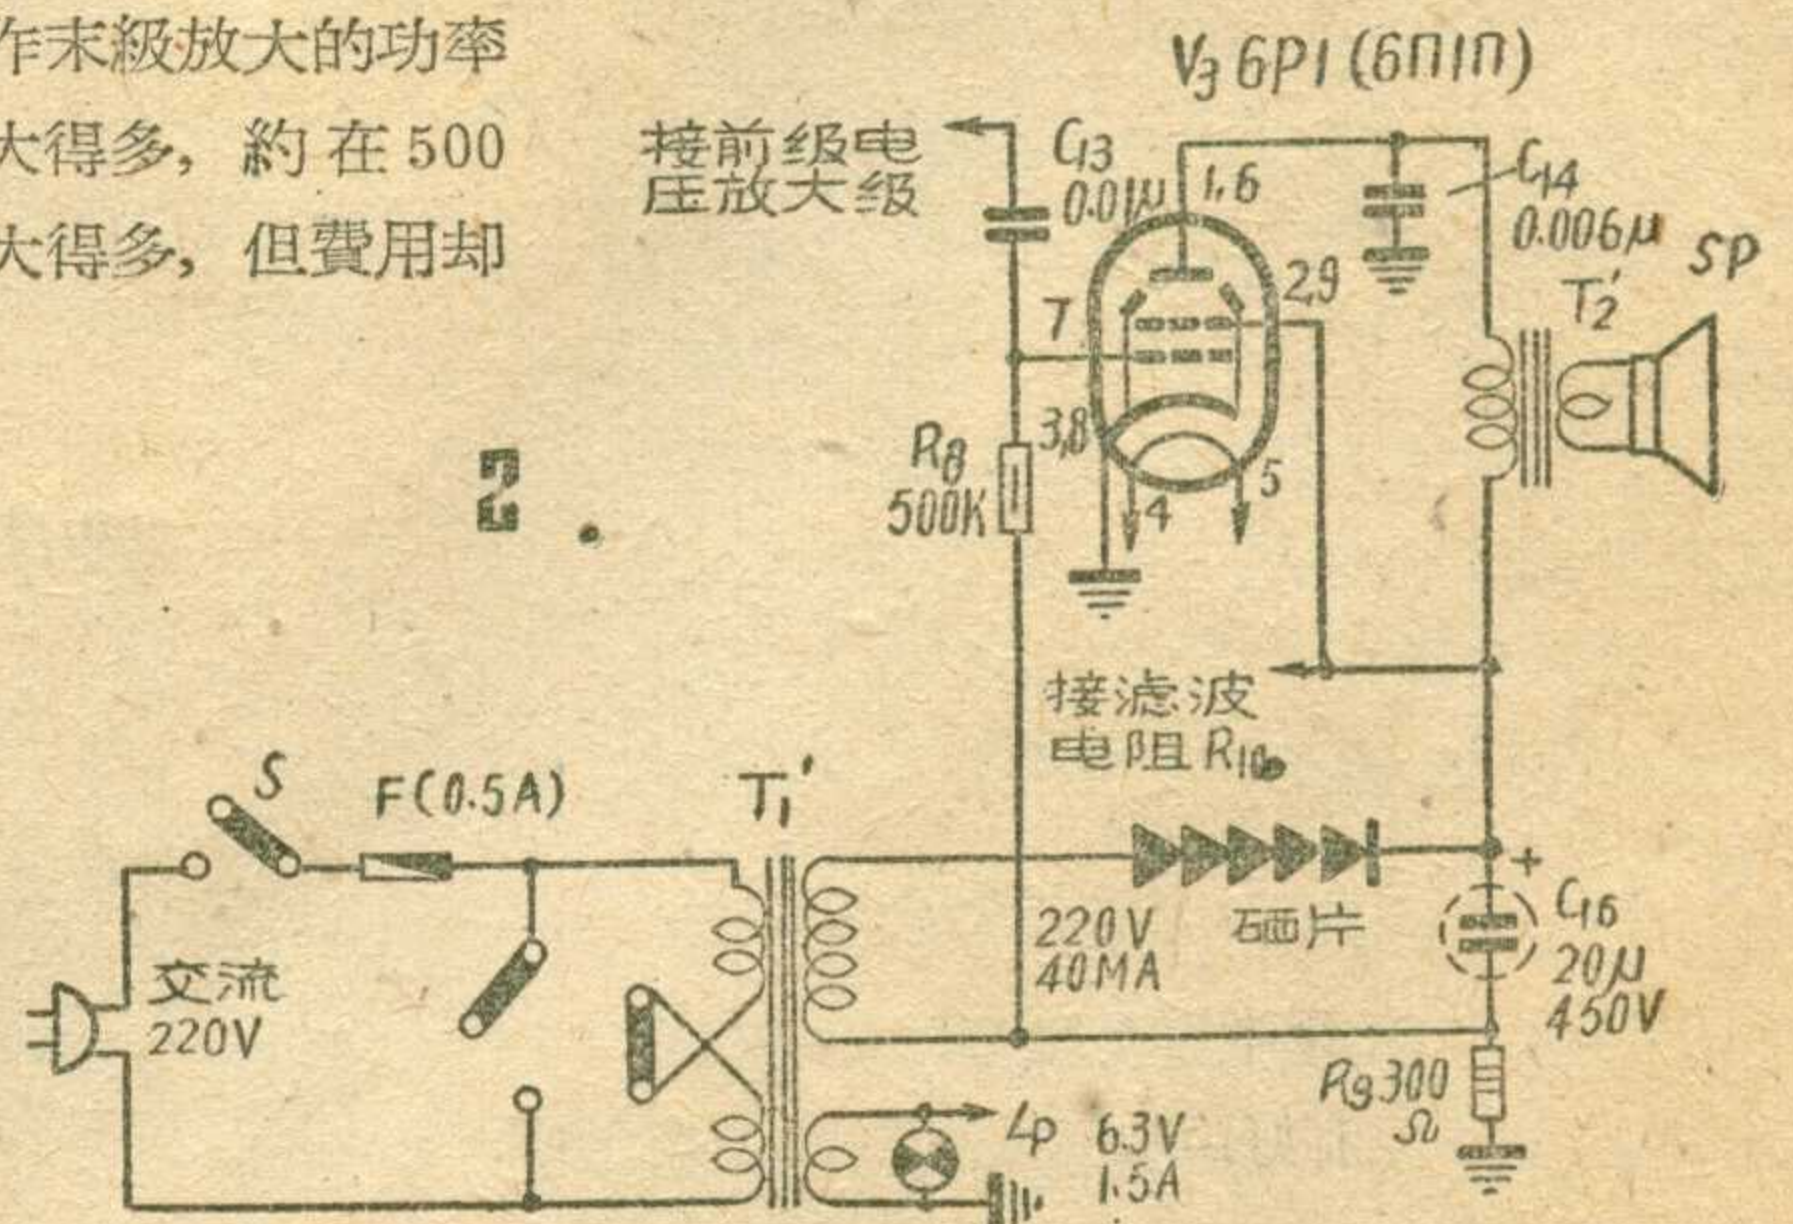 作末級放大的功率
大得多，約在500
大得多，但費用却
V3 6P1 (6П1П)
接前级电
压放大级
C13
0.01μ
1,6
C14
0.006μ
SP
T2'
2,9
7
3,8
R8
500K
4
5
接滤波
电阻R10
S
F(0.5A)
T1'
交流
220V
220V
40MA
硒片
+
C16
20μ
450V
R9 300
Ω
Lp
6.3V
1.5A